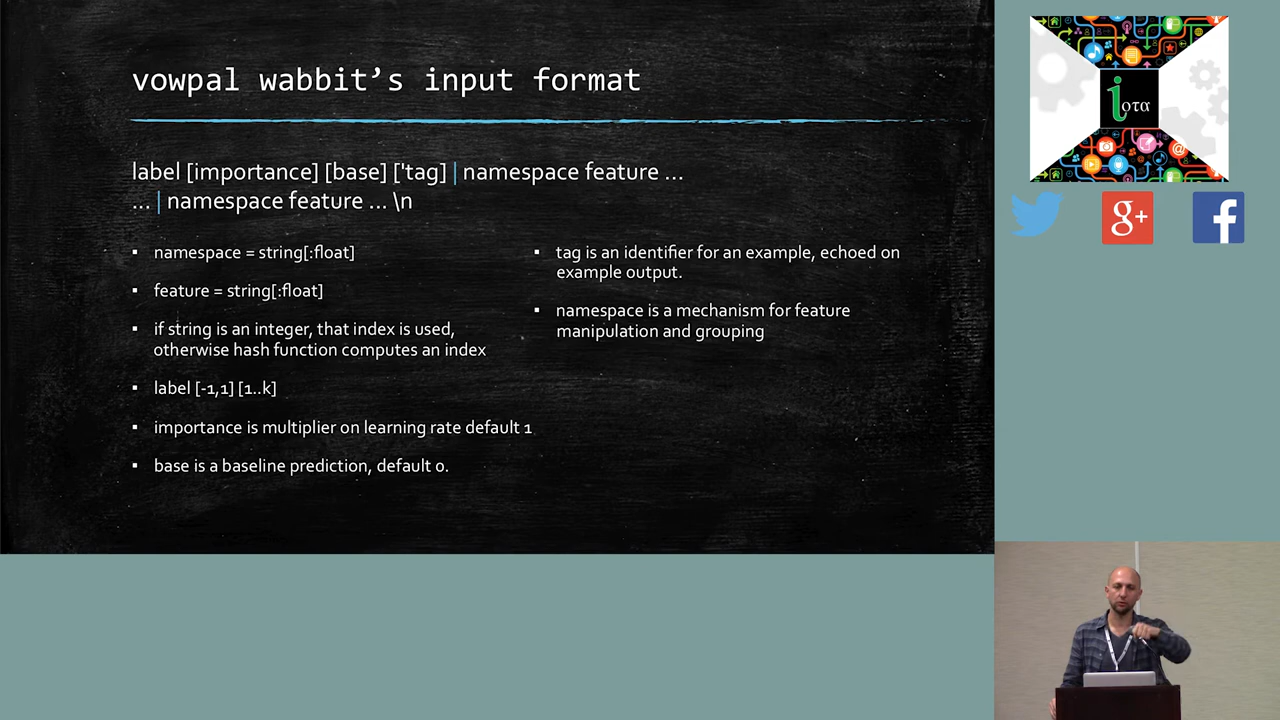 vowpal wabbit’s input format
label [importance] [base] ['tag] | namespace feature ...
... | namespace feature ... \n
▪ namespace = string[:float]
▪ feature = string[:float]
▪ if string is an integer, that index is used,
otherwise hash function computes an index
▪ label [-1,1] [1..k]
▪ importance is multiplier on learning rate default 1
▪ base is a baseline prediction, default 0.
▪ tag is an identifier for an example, echoed on
example output.
▪ namespace is a mechanism for feature
manipulation and grouping
iοτα
g+
f